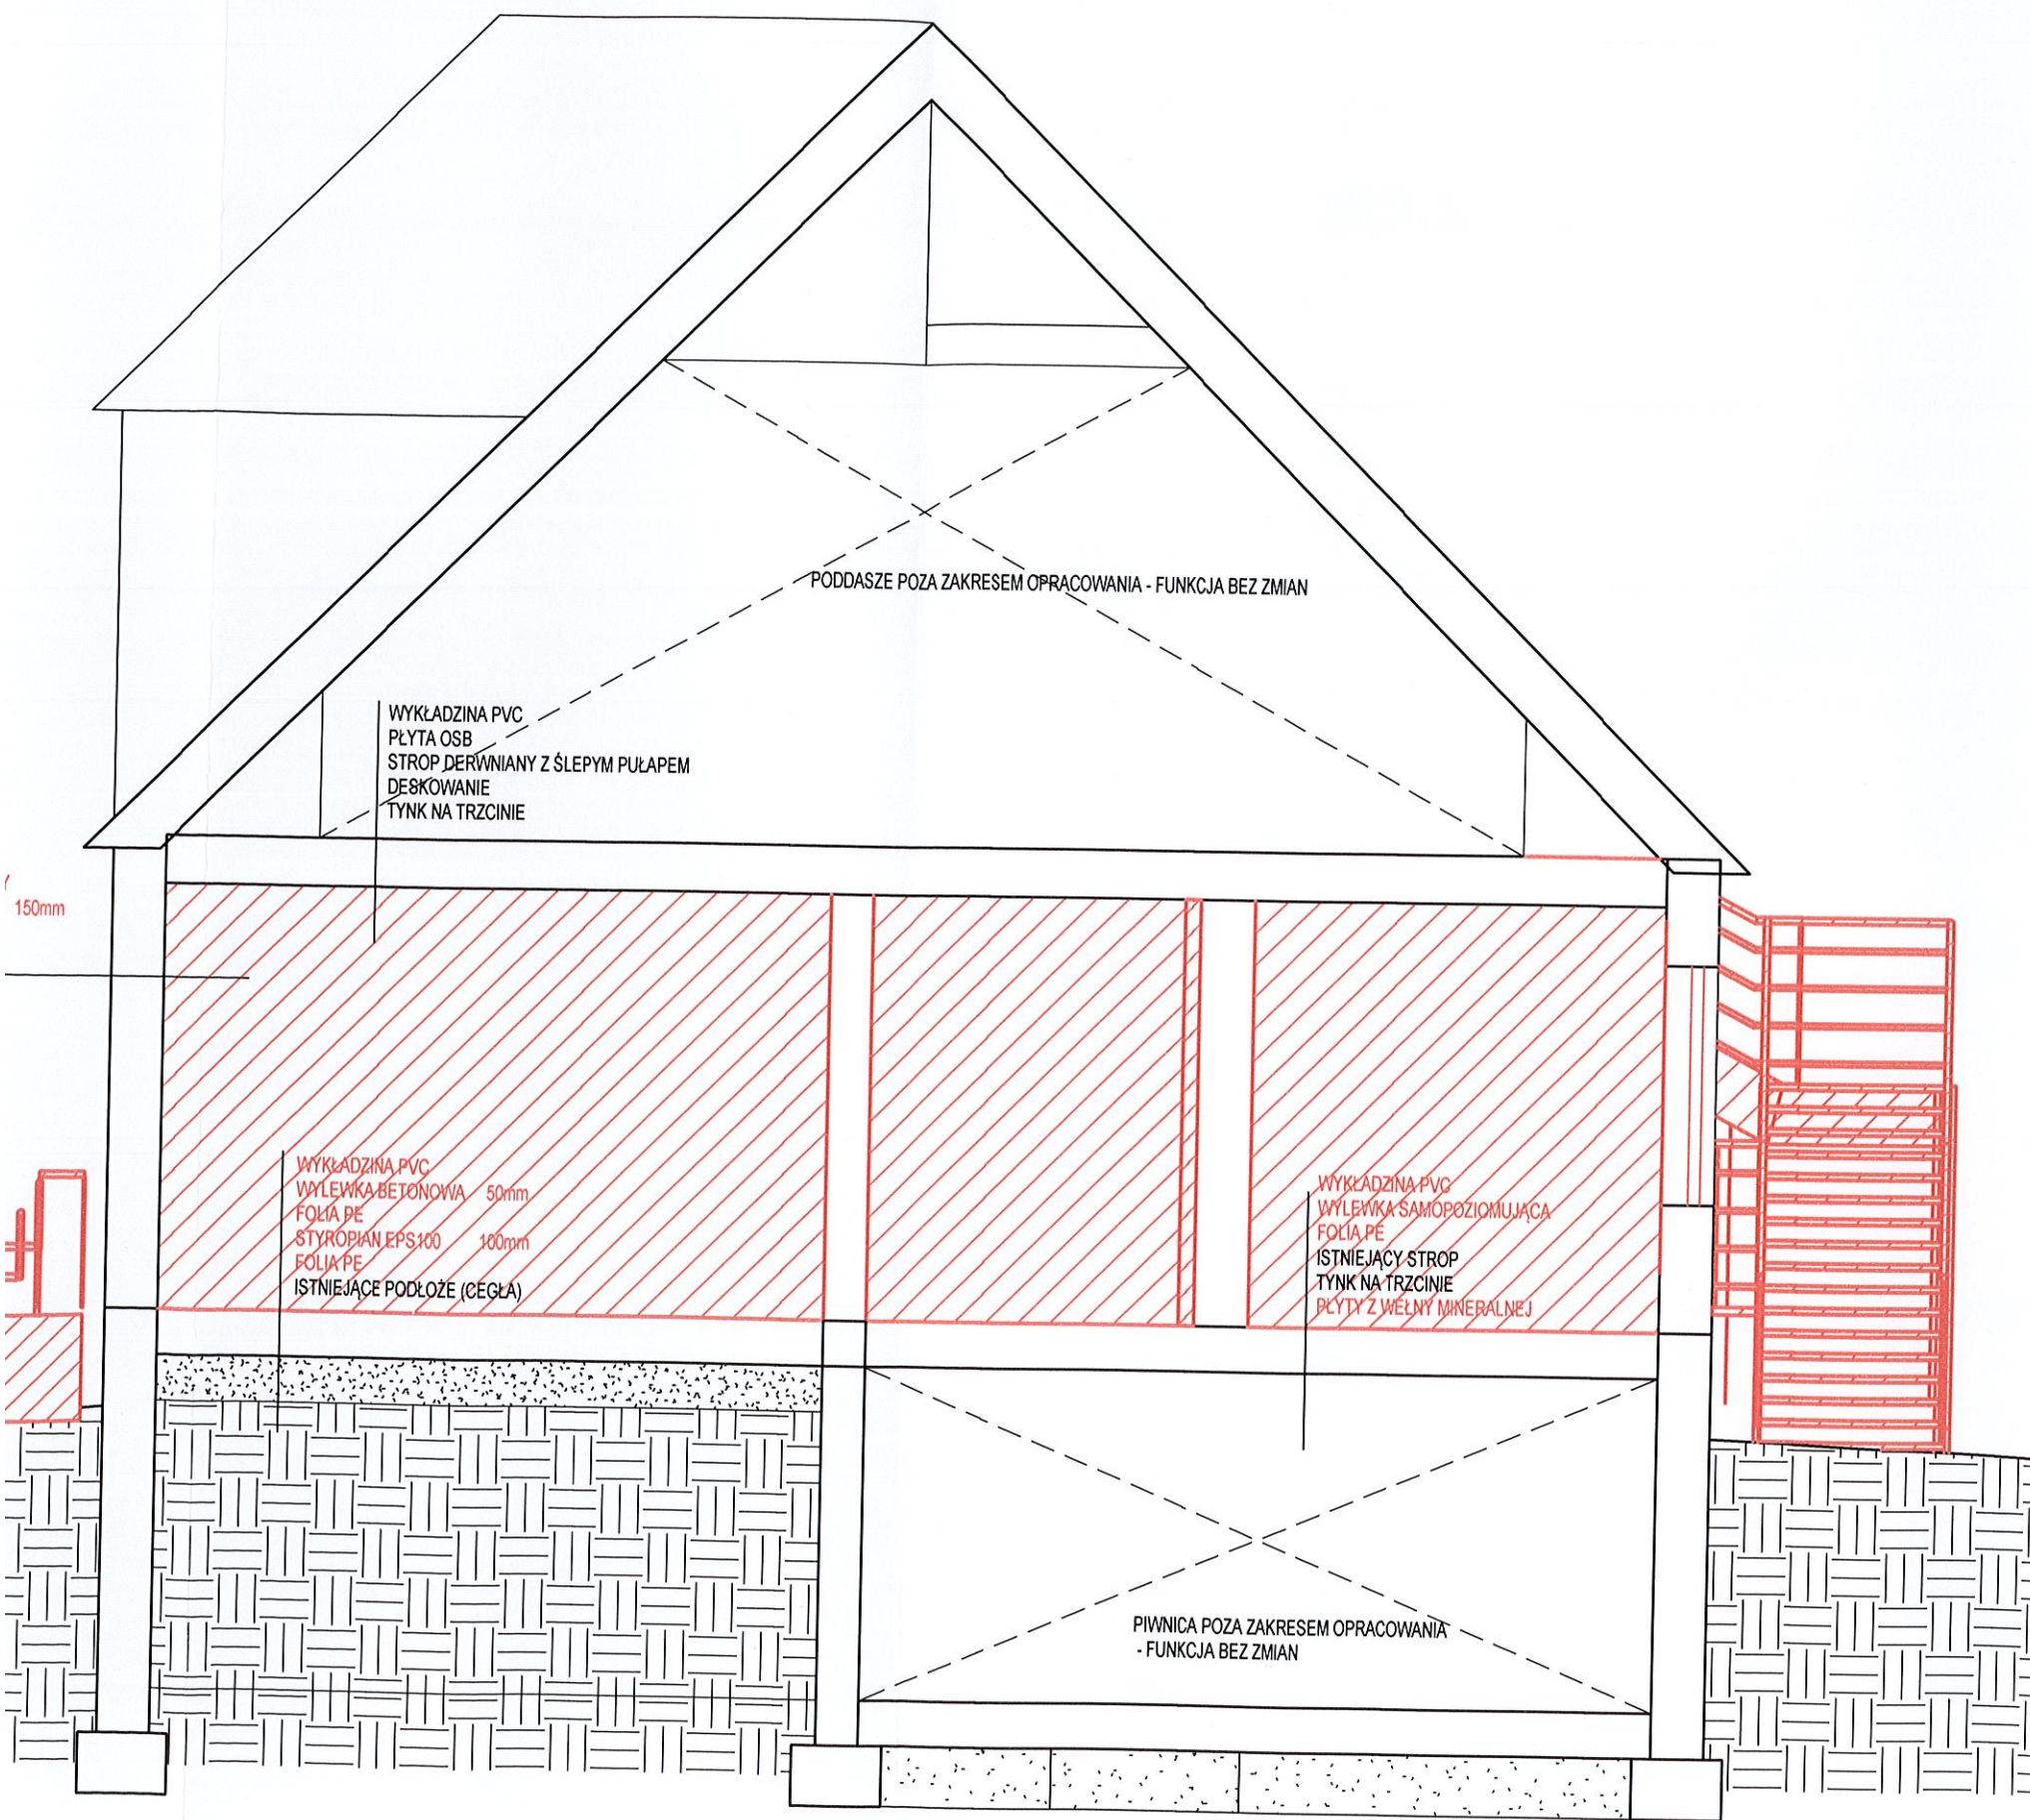 PODDASZE POZA ZAKRESEM OPRACOWANIA - FUNKCJA BEZ ZMIAN
WYKŁADZINA PVC
PŁYTA OSB
STROP DERWNIANY Z ŚLEPYM PUŁAPEM
DESKOWANIE
TYNK NA TRZCINIE
150mm
WYKŁADZINA PVC
WYLEWKA BETONOWA 50mm
FOLIA PE
STYROPIAN EPS100 100mm
FOLIA PE
ISTNIEJĄCE PODŁOŻE (CEGŁA)
WYKŁADZINA PVC
WYLEWKA SAMOPOZIOMUJĄCA
FOLIA PE
ISTNIEJĄCY STROP
TYNK NA TRZCINIE
PŁYTY Z WEŁNY MINERALNEJ
PIWNICA POZA ZAKRESEM OPRACOWANIA
- FUNKCJA BEZ ZMIAN